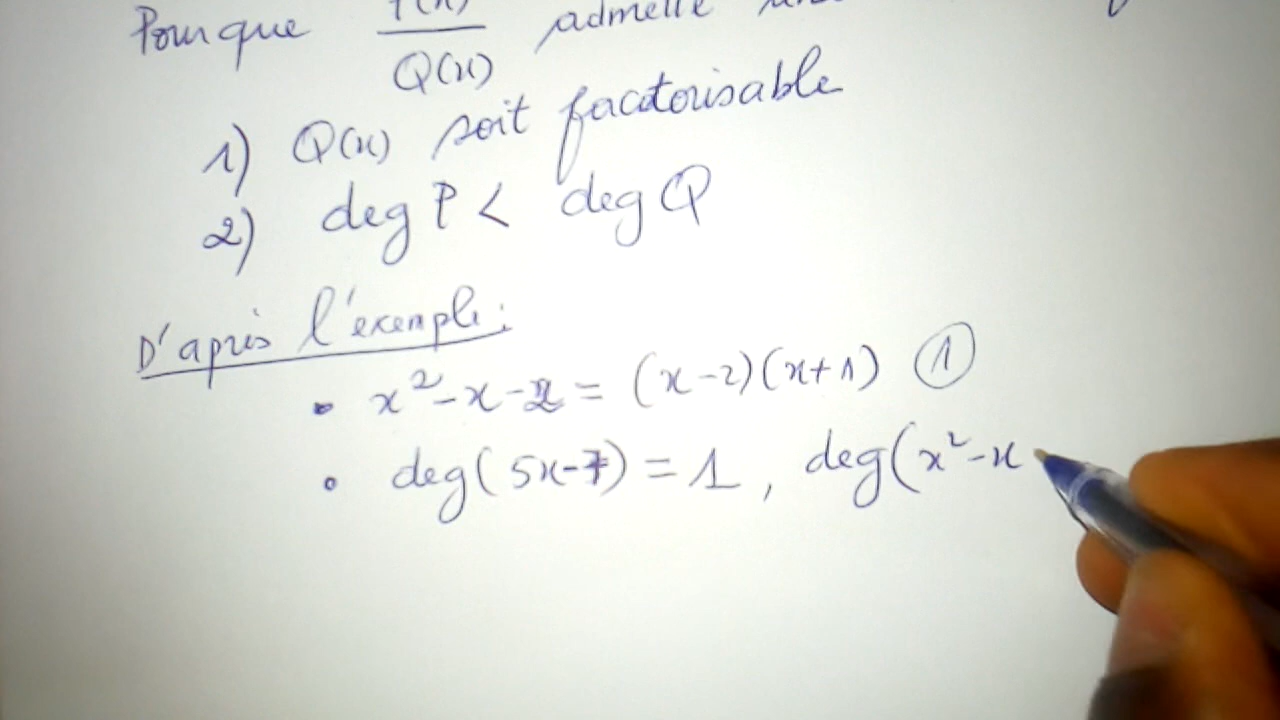 Pour que P(x)/Q(x) admette
1) Q(x) soit factorisable
2) deg P < deg Q
D'après l'exemple:
• x² - x - 2 = (x - 2)(x + 1) ①
• deg(5x - 7) = 1, deg(x² - x